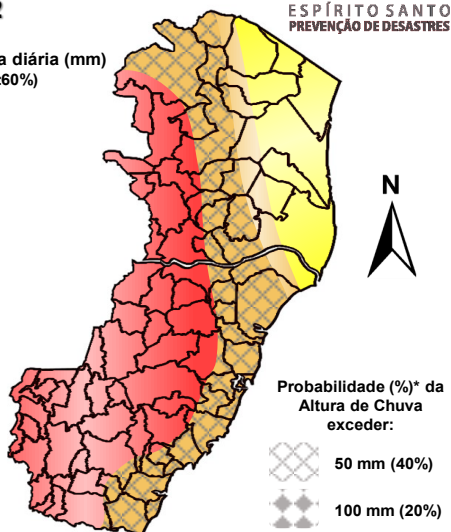 ESPÍRITO SANTO
PREVENÇÃO DE DESASTRES
diária (mm)
60%)
N
Probabilidade (%)* da
Altura de Chuva
exceder:
50 mm (40%)
100 mm (20%)